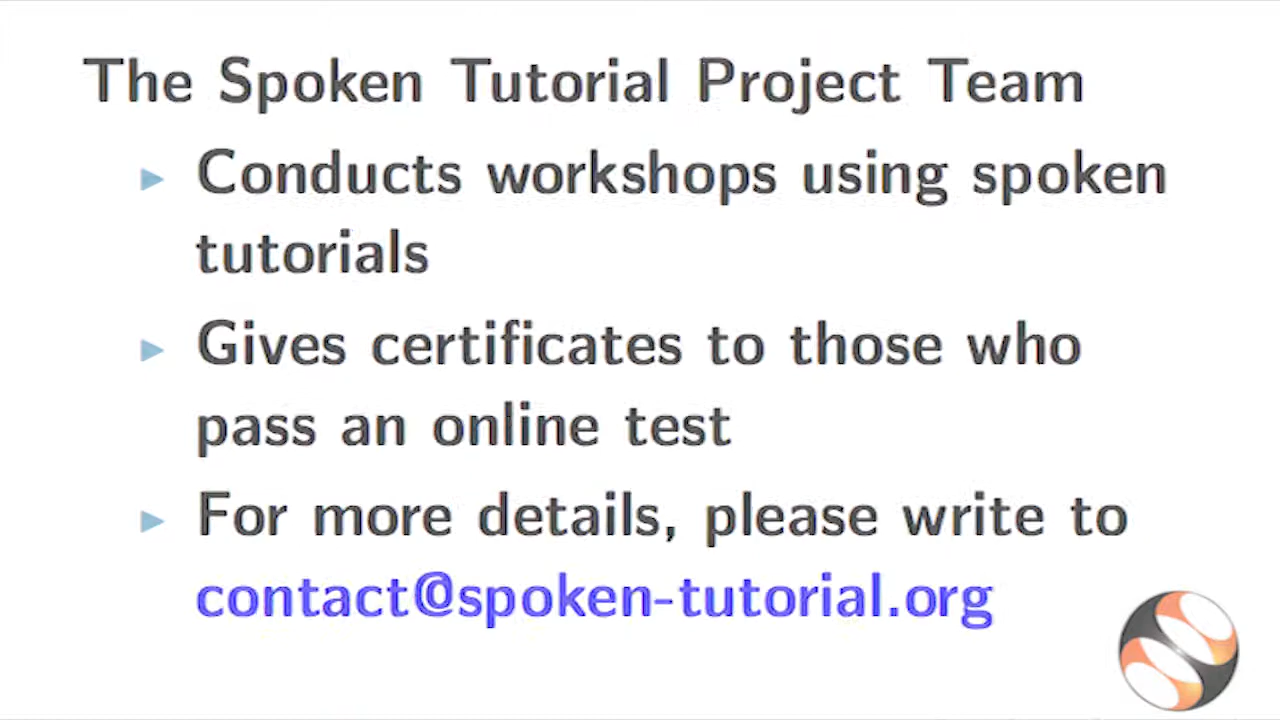 The Spoken Tutorial Project Team
Conducts workshops using spoken
tutorials
Gives certificates to those who
pass an online test
For more details, please write to
contact@spoken-tutorial.org